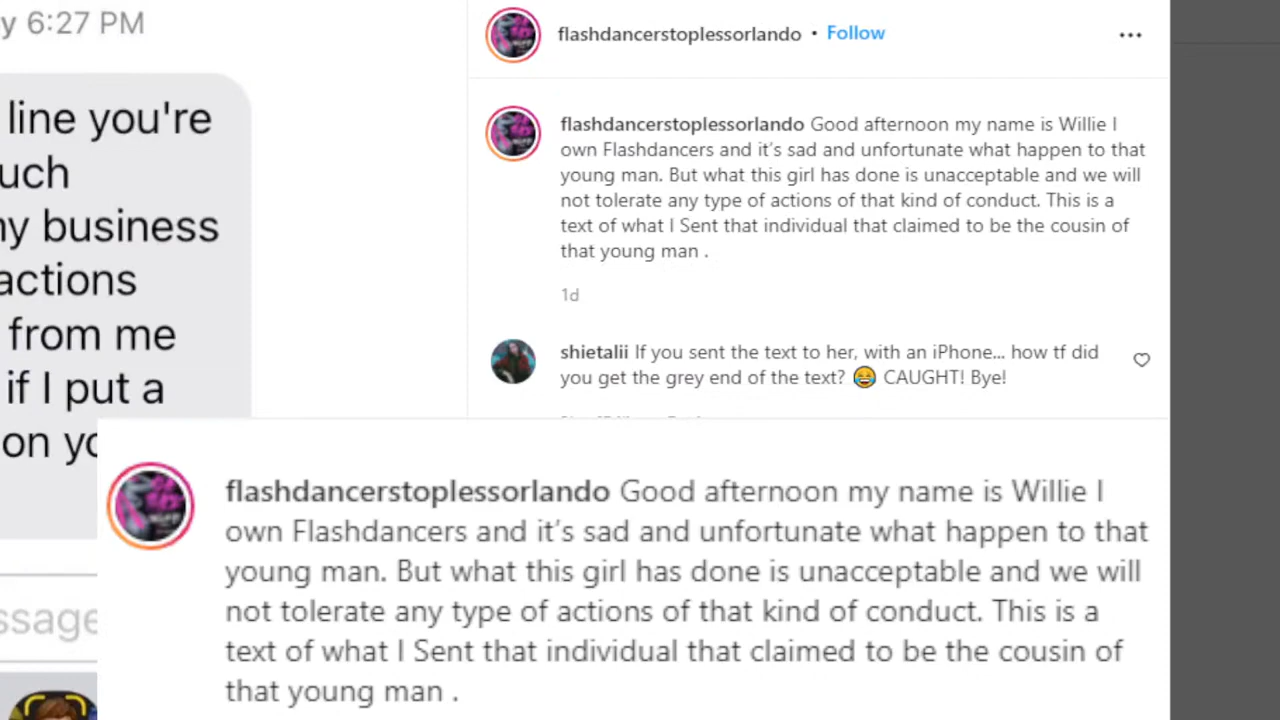 y 6:27 PM
line you're
uch
ny business
actions
from me
if I put a
on yo
ssage
flashdancerstoplessorlando • Follow
flashdancerstoplessorlando Good afternoon my name is Willie I
own Flashdancers and it’s sad and unfortunate what happen to that
young man. But what this girl has done is unacceptable and we will
not tolerate any type of actions of that kind of conduct. This is a
text of what I Sent that individual that claimed to be the cousin of
that young man .
1d
shietalii If you sent the text to her, with an iPhone... how tf did
you get the grey end of the text? 😂 CAUGHT! Bye!
flashdancerstoplessorlando Good afternoon my name is Willie I
own Flashdancers and it’s sad and unfortunate what happen to that
young man. But what this girl has done is unacceptable and we will
not tolerate any type of actions of that kind of conduct. This is a
text of what I Sent that individual that claimed to be the cousin of
that young man .